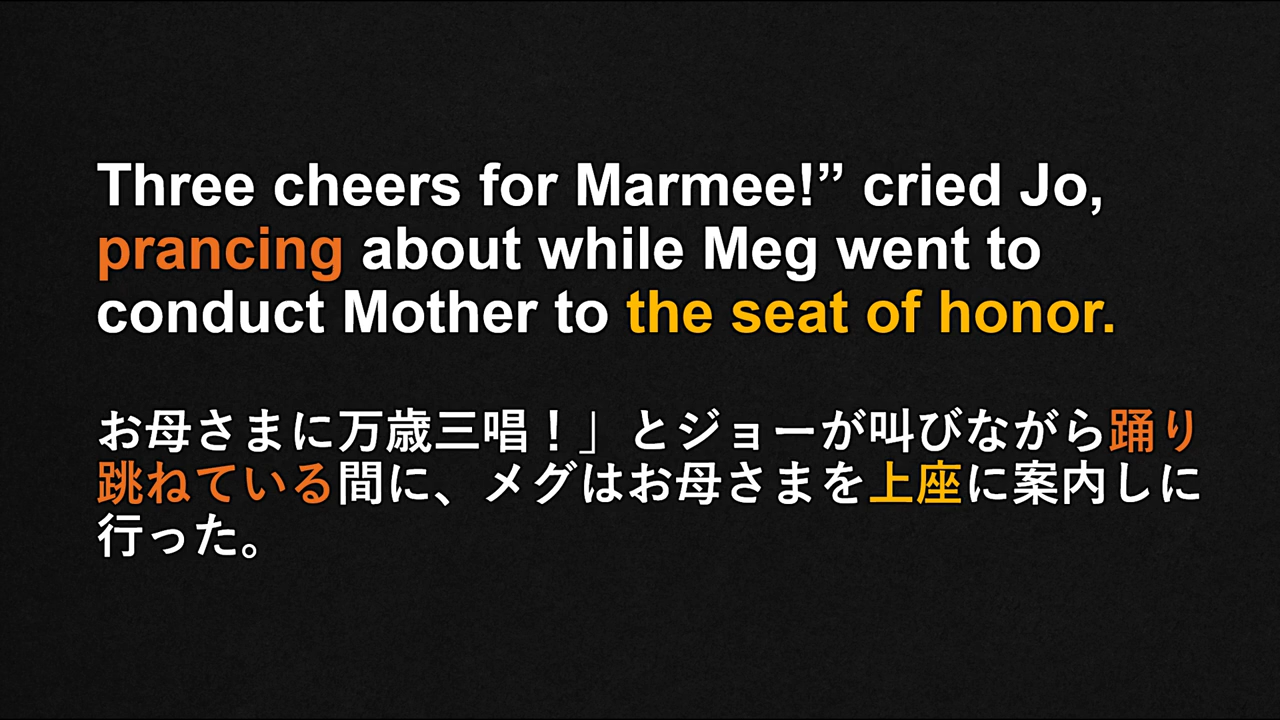 Three cheers for Marmee!” cried Jo,
prancing about while Meg went to
conduct Mother to the seat of honor.
お母さまに万歳三唱！」とジョーが叫びながら踊り
跳ねている間に、メグはお母さまを上座に案内しに
行った。